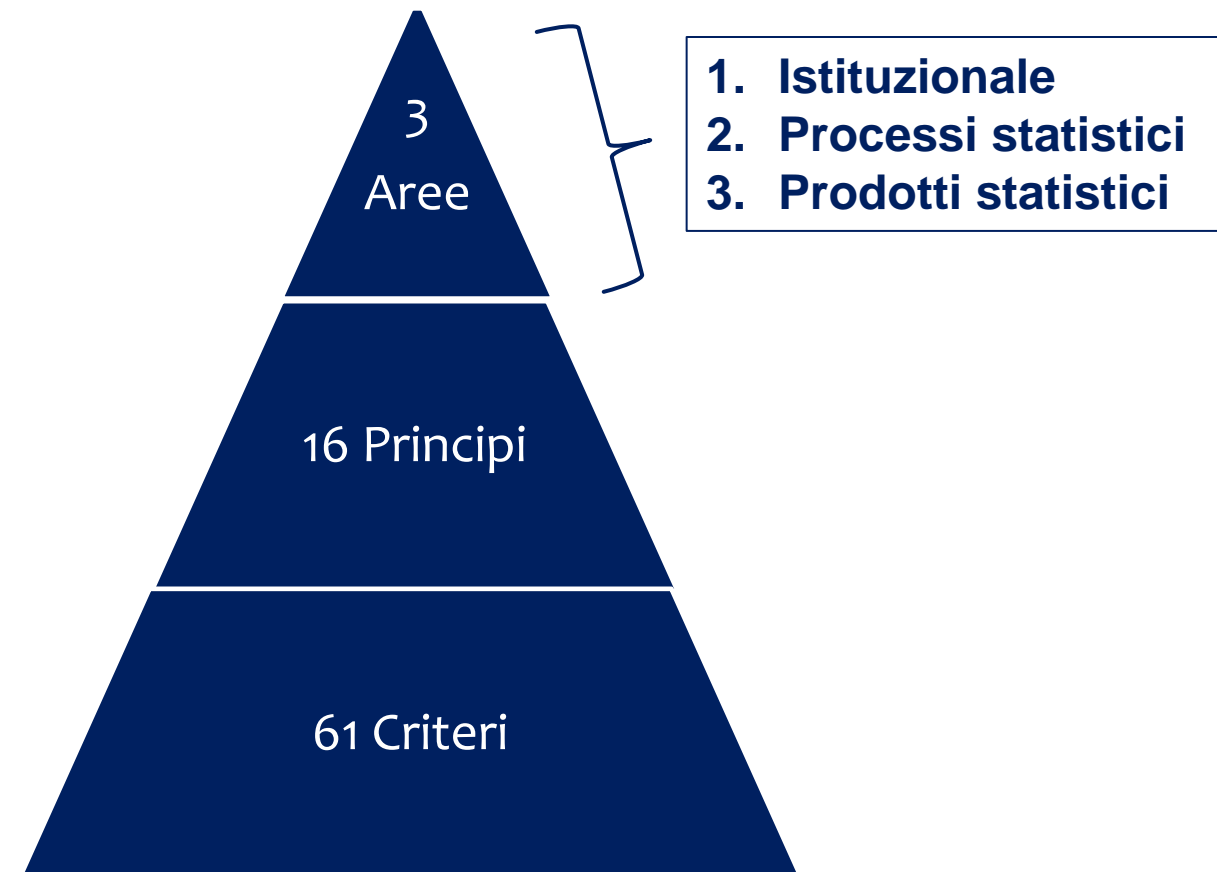 3
Aree
1. Istituzionale
2. Processi statistici
3. Prodotti statistici
16 Principi
61 Criteri